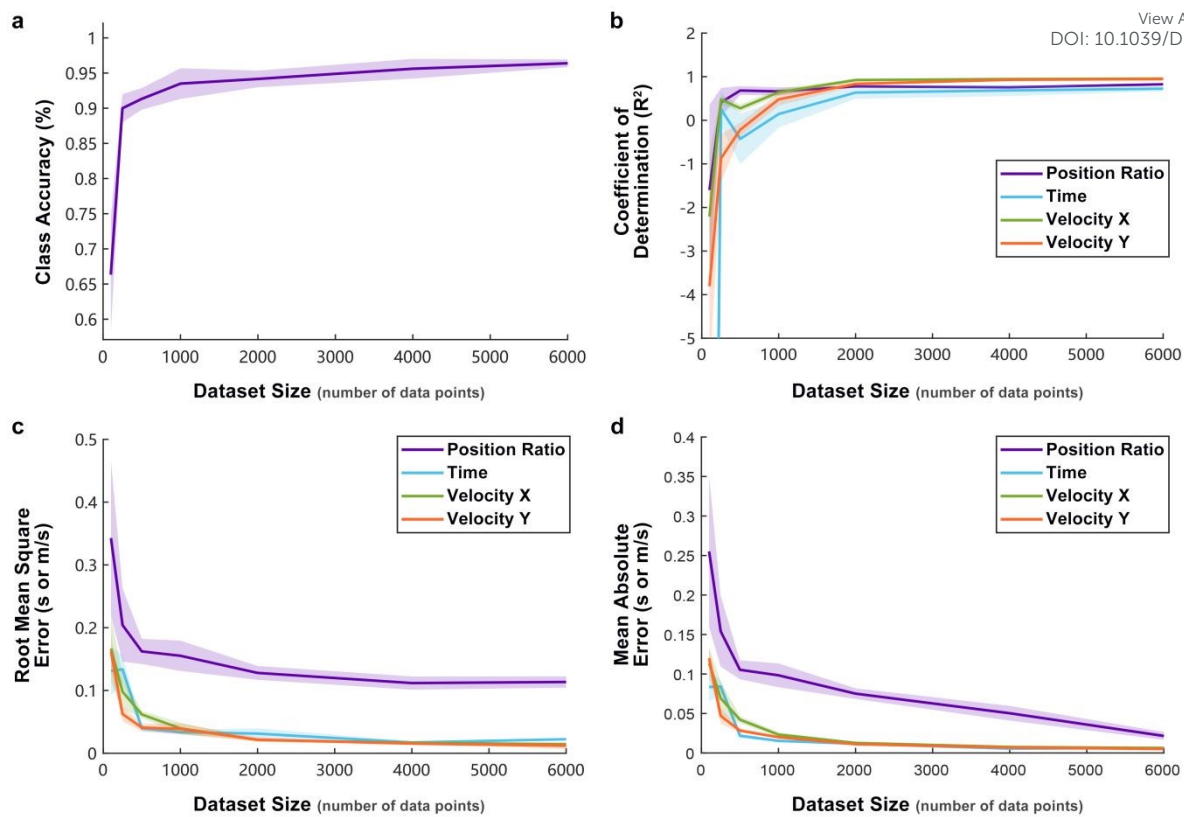 a
1
0.95
0.9
0.85
0.8
0.75
0.7
0.65
0.6
Class Accuracy (%)
0 1000 2000 3000 4000 5000 6000
Dataset Size (number of data points)
b
View A
DOI: 10.1039/D
2
1
0
-1
-2
-3
-4
-5
Coefficient of
Determination (R²)
Position Ratio
Time
Velocity X
Velocity Y
0 1000 2000 3000 4000 5000 6000
Dataset Size (number of data points)
c
0.5
0.4
0.3
0.2
0.1
0
Root Mean Square
Error (s or m/s)
Position Ratio
Time
Velocity X
Velocity Y
0 1000 2000 3000 4000 5000 6000
Dataset Size (number of data points)
d
0.4
0.35
0.3
0.25
0.2
0.15
0.1
0.05
0
Mean Absolute
Error (s or m/s)
Position Ratio
Time
Velocity X
Velocity Y
0 1000 2000 3000 4000 5000 6000
Dataset Size (number of data points)